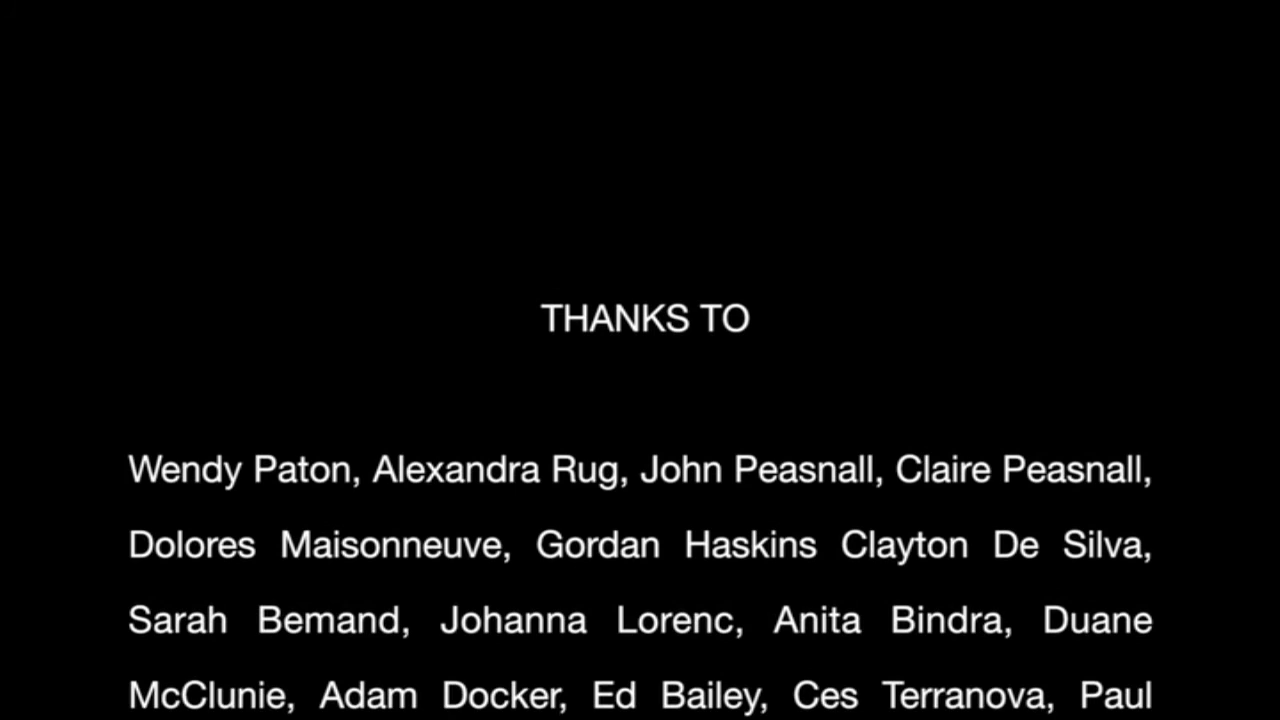 THANKS TO
Wendy Paton, Alexandra Rug, John Peasnall, Claire Peasnall,
Dolores Maisonneuve, Gordan Haskins Clayton De Silva,
Sarah Bemand, Johanna Lorenc, Anita Bindra, Duane
McClunie, Adam Docker, Ed Bailey, Ces Terranova, Paul